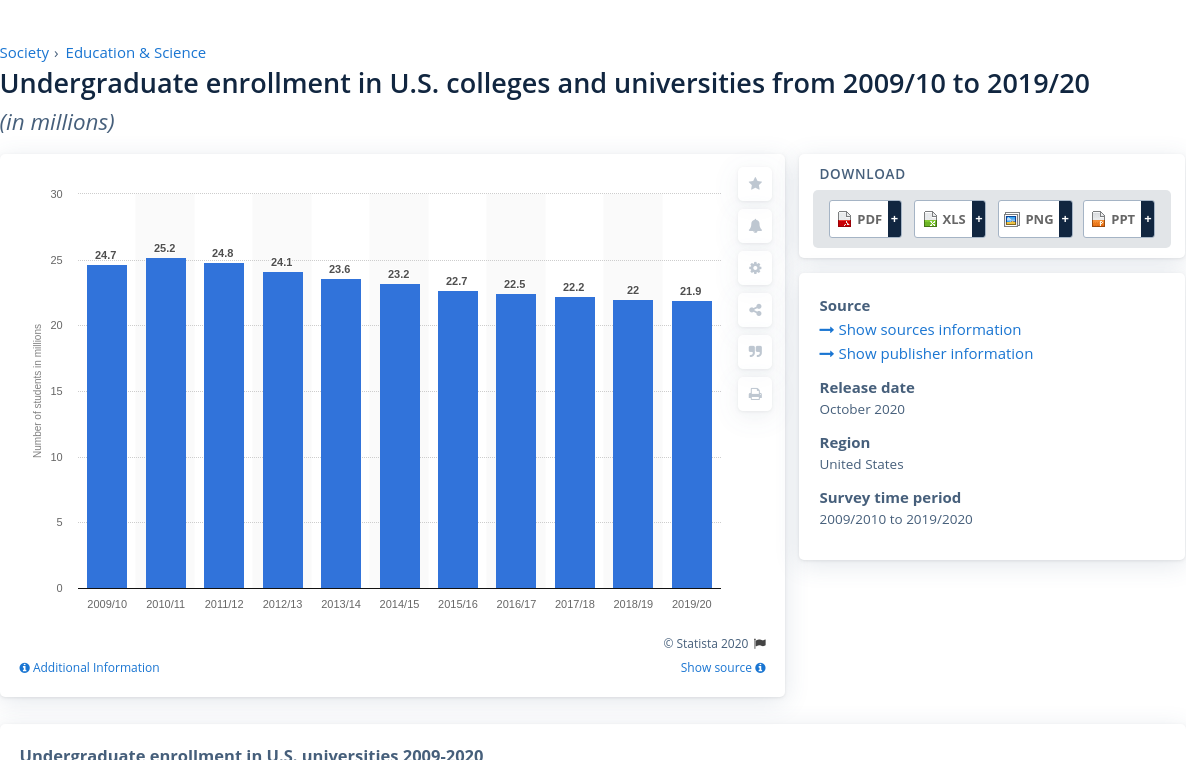 Society › Education & Science
Undergraduate enrollment in U.S. colleges and universities from 2009/10 to 2019/20
(in millions)
DOWNLOAD
PDF +
XLS +
PNG +
PPT +
Source
Show sources information
Show publisher information
Release date
October 2020
Region
United States
Survey time period
2009/2010 to 2019/2020
Number of students in millions
30
25
20
15
10
5
0
24.7
25.2
24.8
24.1
23.6
23.2
22.7
22.5
22.2
22
21.9
2009/10
2010/11
2011/12
2012/13
2013/14
2014/15
2015/16
2016/17
2017/18
2018/19
2019/20
© Statista 2020
Additional Information
Show source
Undergraduate enrollment in U.S. universities 2009-2020